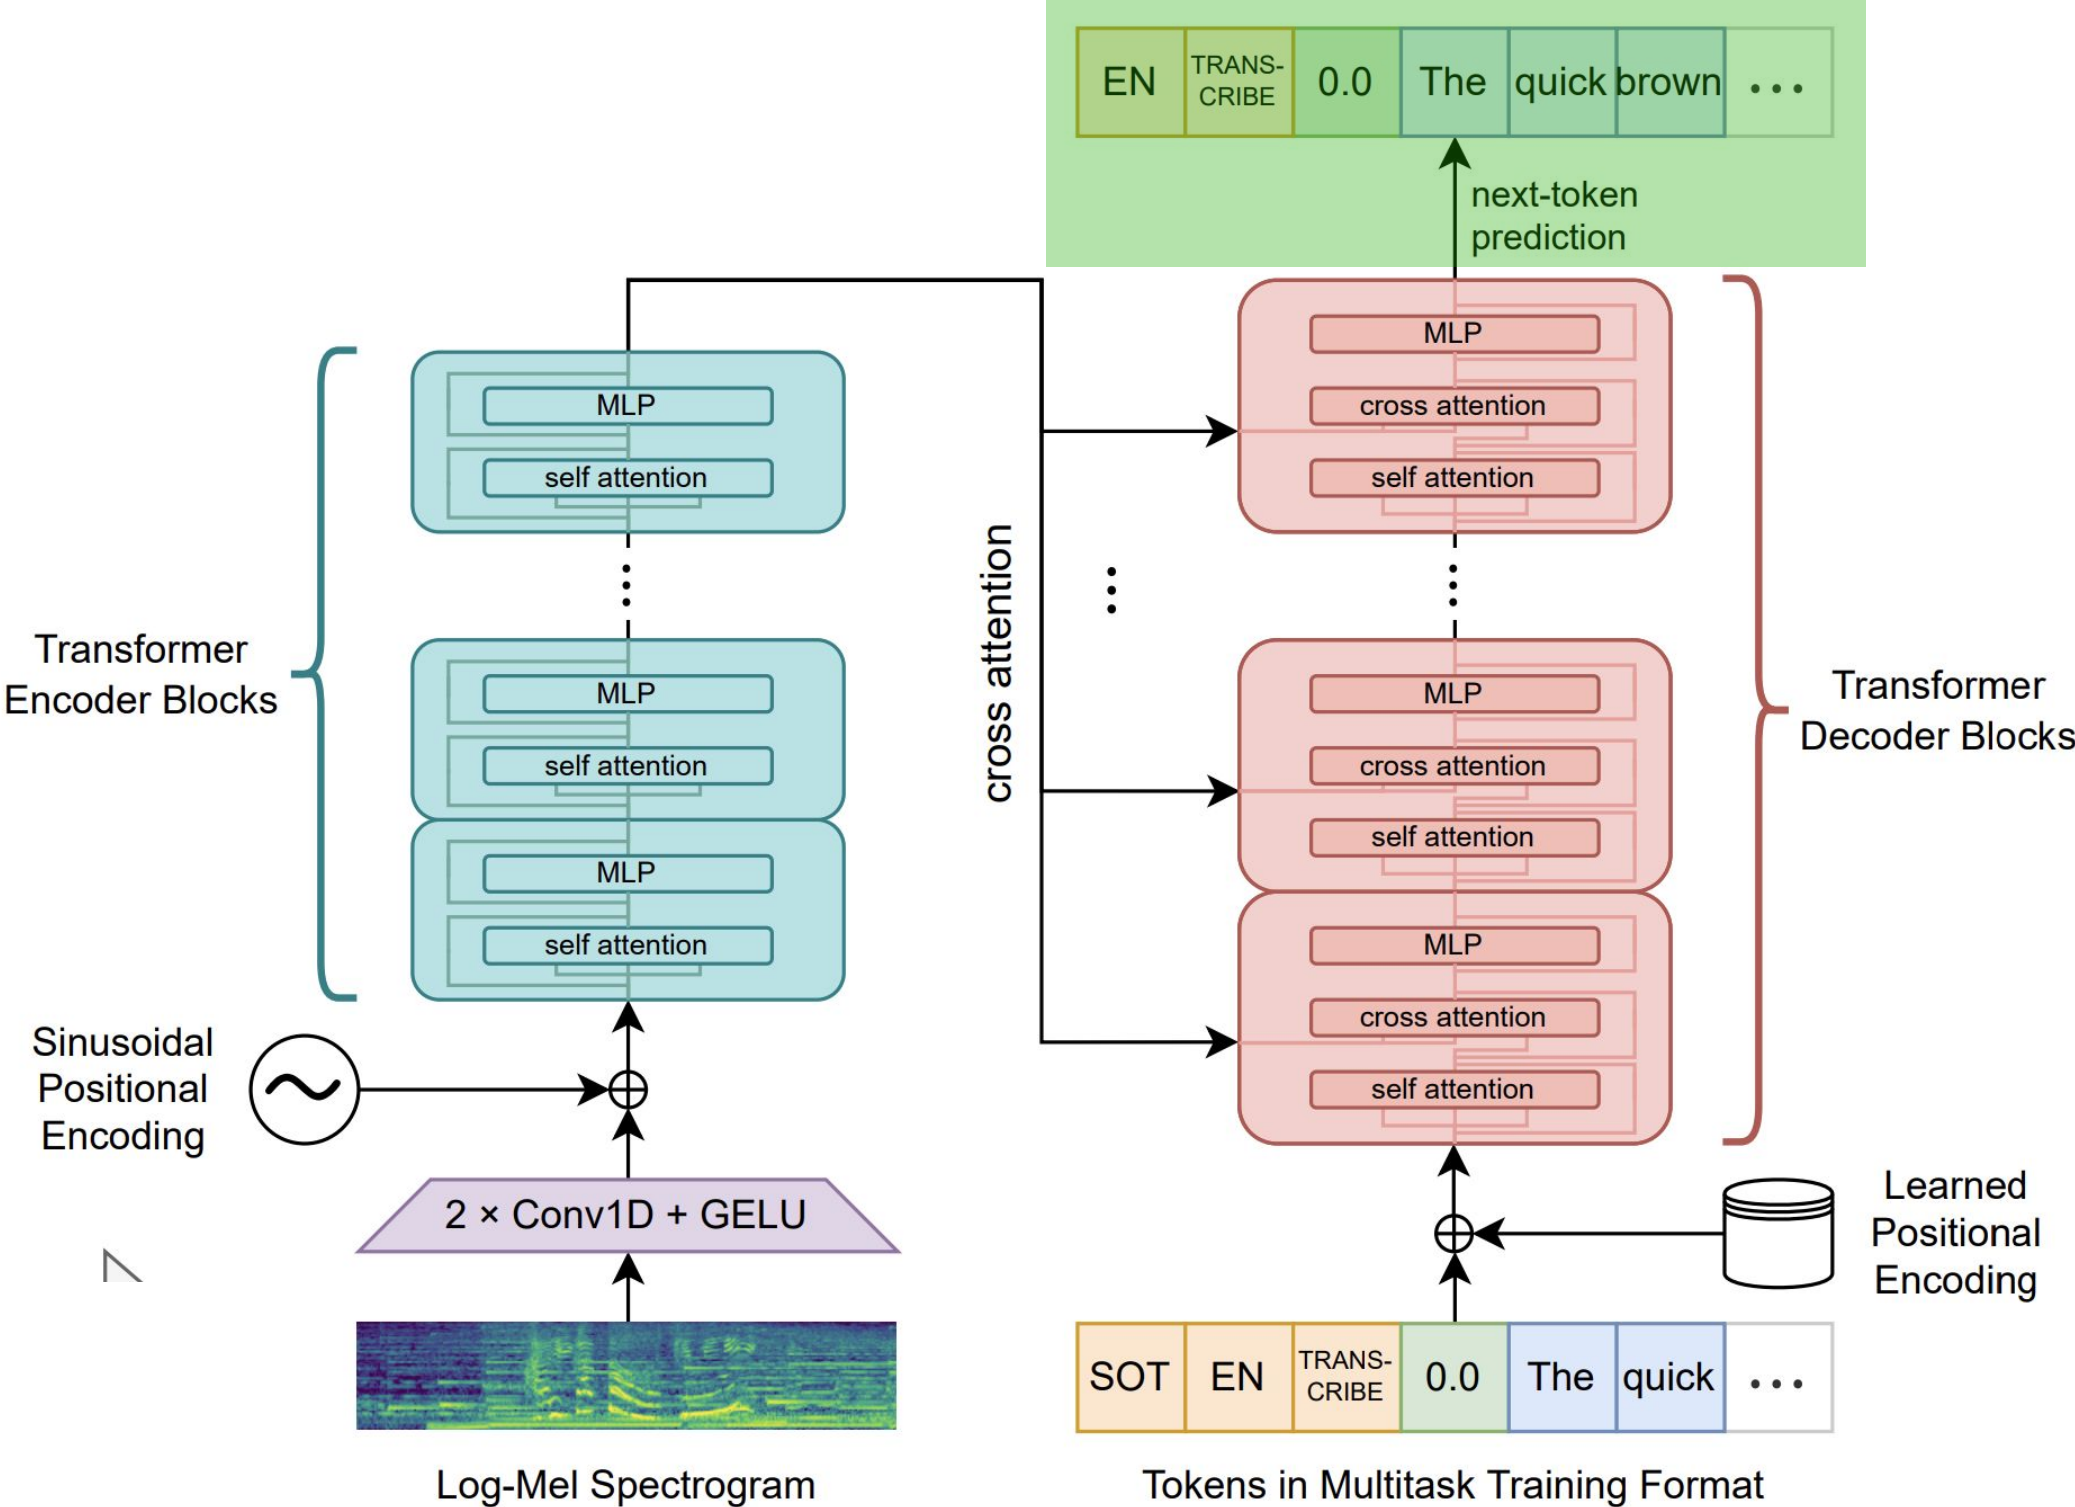 EN
TRANS-
CRIBE
0.0
The
quick
brown
...
next-token
prediction
MLP
self attention
MLP
self attention
MLP
self attention
Transformer
Encoder Blocks
Sinusoidal
Positional
Encoding
2 × Conv1D + GELU
Log-Mel Spectrogram
cross attention
MLP
cross attention
self attention
MLP
cross attention
self attention
MLP
cross attention
self attention
Transformer
Decoder Blocks
Learned
Positional
Encoding
SOT
EN
TRANS-
CRIBE
0.0
The
quick
...
Tokens in Multitask Training Format